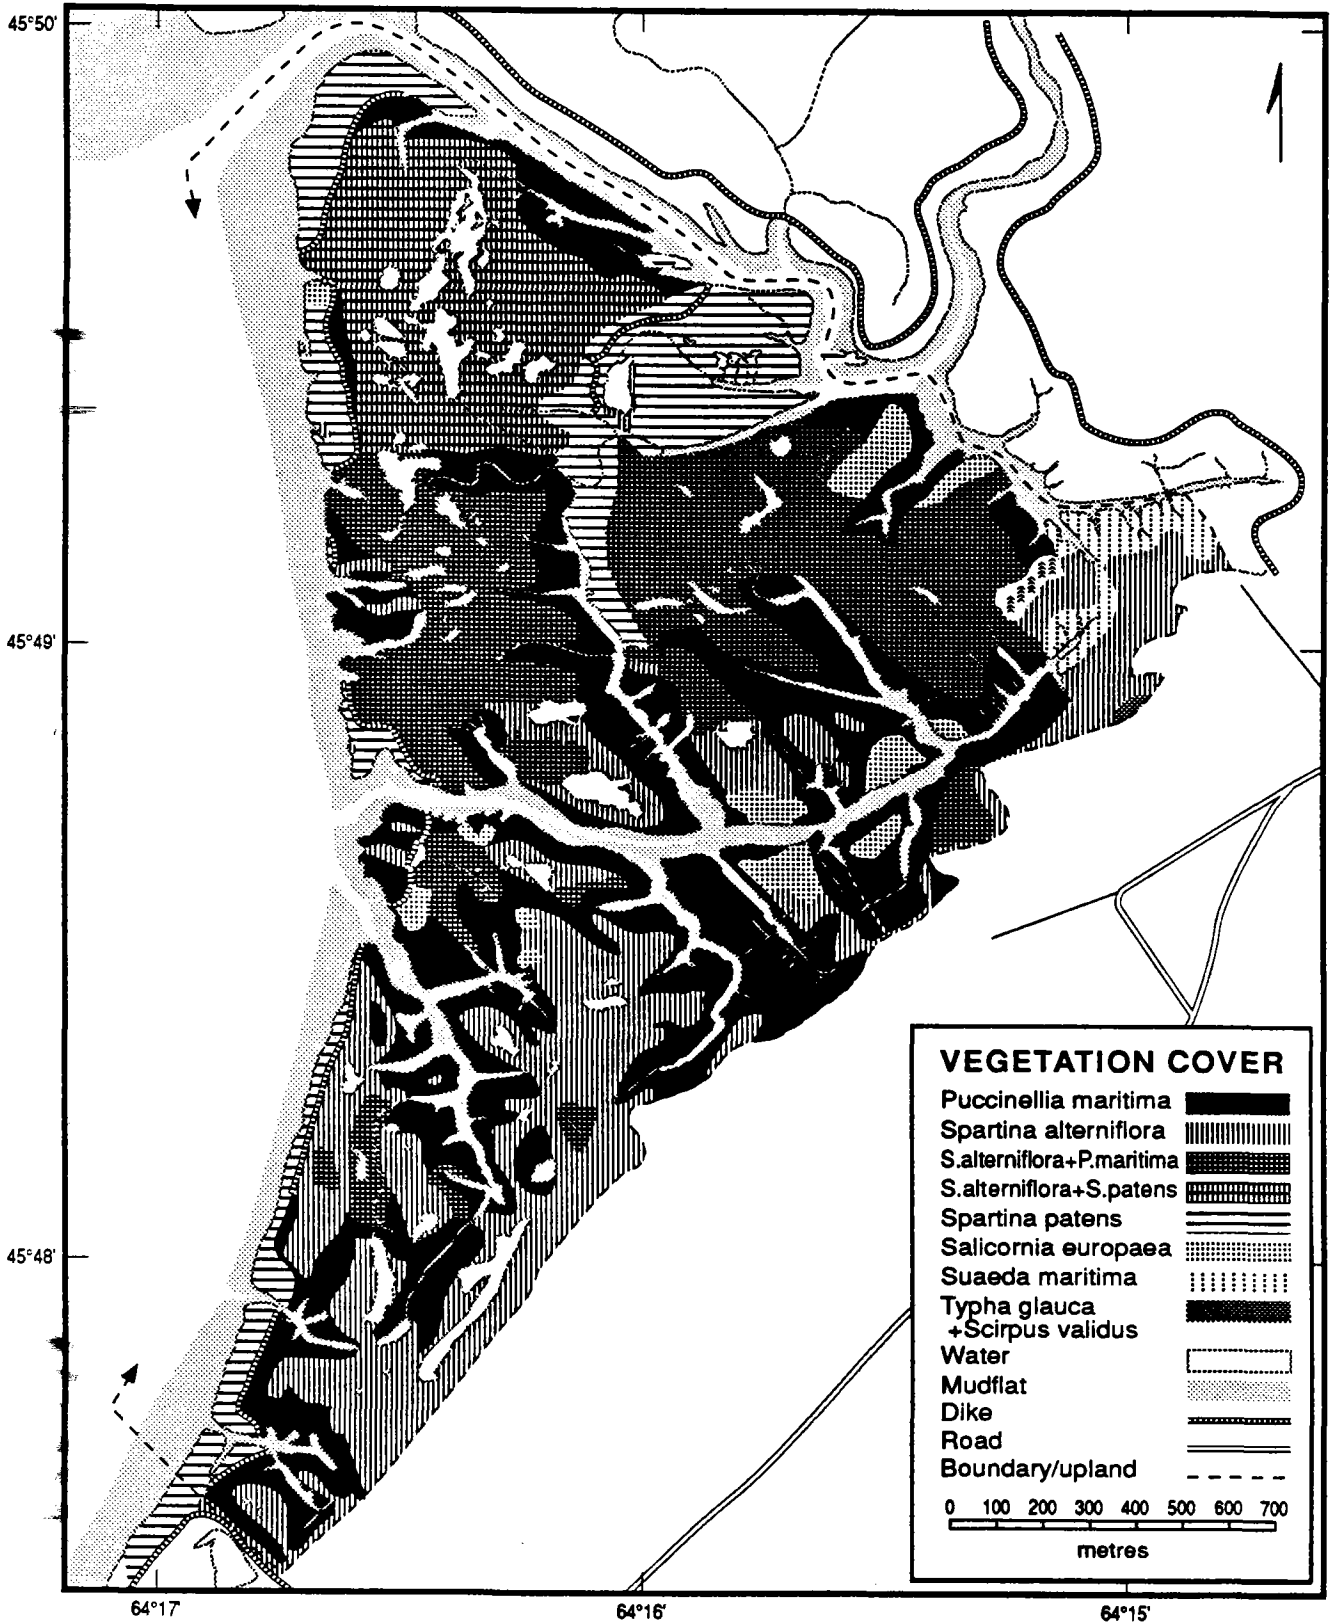 45°50'
45°49'
45°48'
64°17'
64°16'
64°15'
VEGETATION COVER
Puccinellia maritima
Spartina alterniflora
S.alterniflora+P.maritima
S.alterniflora+S.patens
Spartina patens
Salicornia europaea
Suaeda maritima
Typha glauca
+Scirpus validus
Water
Mudflat
Dike
Road
Boundary/upland
0 100 200 300 400 500 600 700
metres